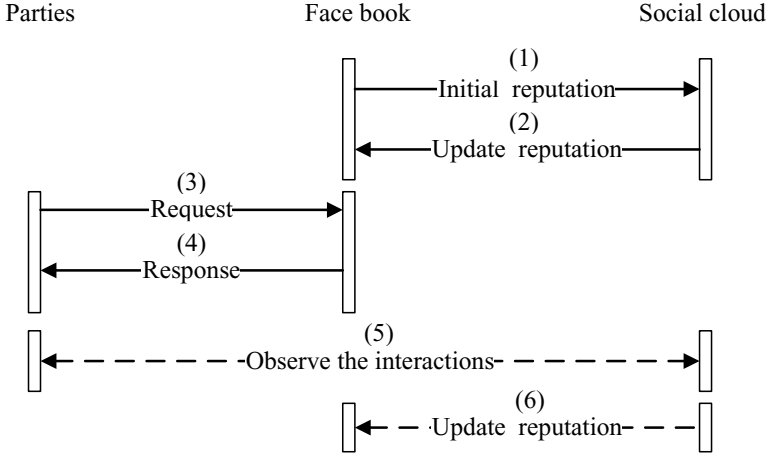 Parties Face book Social cloud
(1)
Initial reputation
(2)
Update reputation
(3)
Request
(4)
Response
(5)
Observe the interactions
(6)
Update reputation